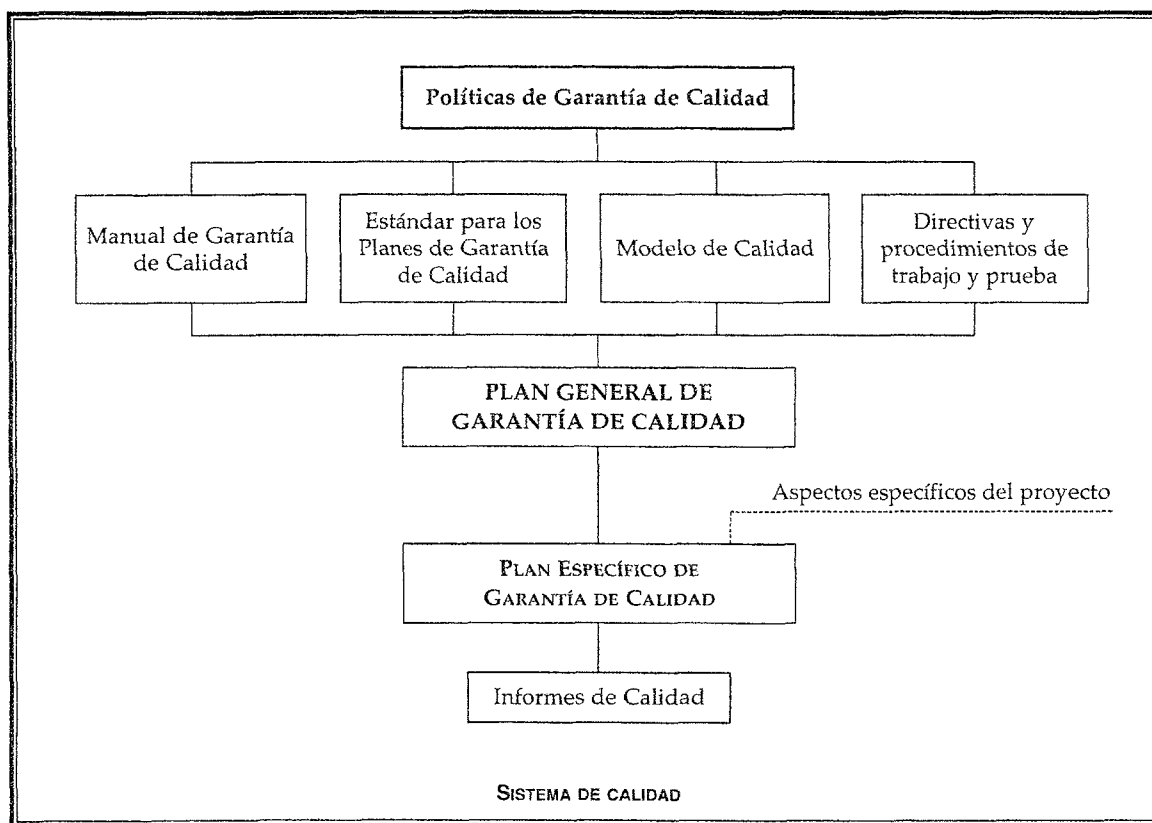 Políticas de Garantía de Calidad
Manual de Garantía
de Calidad
Estándar para los
Planes de Garantía
de Calidad
Modelo de Calidad
Directivas y
procedimientos de
trabajo y prueba
PLAN GENERAL DE
GARANTÍA DE CALIDAD
Aspectos específicos del proyecto
PLAN ESPECÍFICO DE
GARANTÍA DE CALIDAD
Informes de Calidad
SISTEMA DE CALIDAD